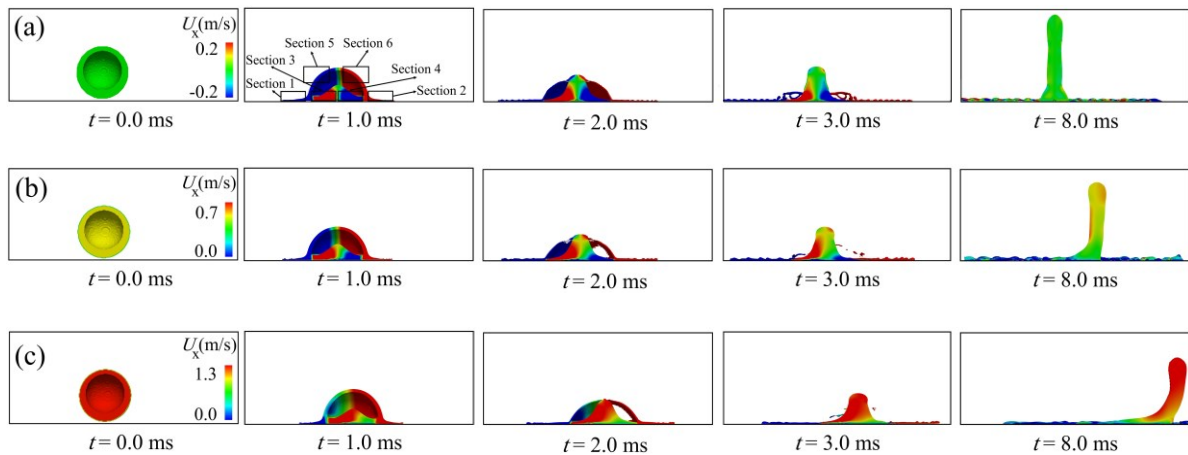 (a)
Uₓ(m/s)
0.2
-0.2
Section 5
Section 6
Section 3
Section 4
Section 1
Section 2
t = 0.0 ms
t = 1.0 ms
t = 2.0 ms
t = 3.0 ms
t = 8.0 ms
(b)
Uₓ(m/s)
0.7
0.0
t = 0.0 ms
t = 1.0 ms
t = 2.0 ms
t = 3.0 ms
t = 8.0 ms
(c)
Uₓ(m/s)
1.3
0.0
t = 0.0 ms
t = 1.0 ms
t = 2.0 ms
t = 3.0 ms
t = 8.0 ms